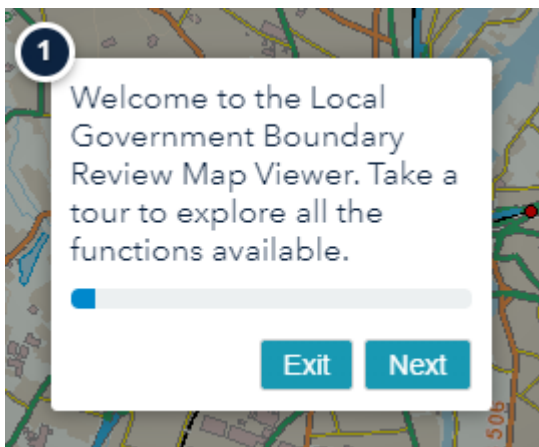 1
Welcome to the Local
Government Boundary
Review Map Viewer. Take a
tour to explore all the
functions available.
Exit Next
506